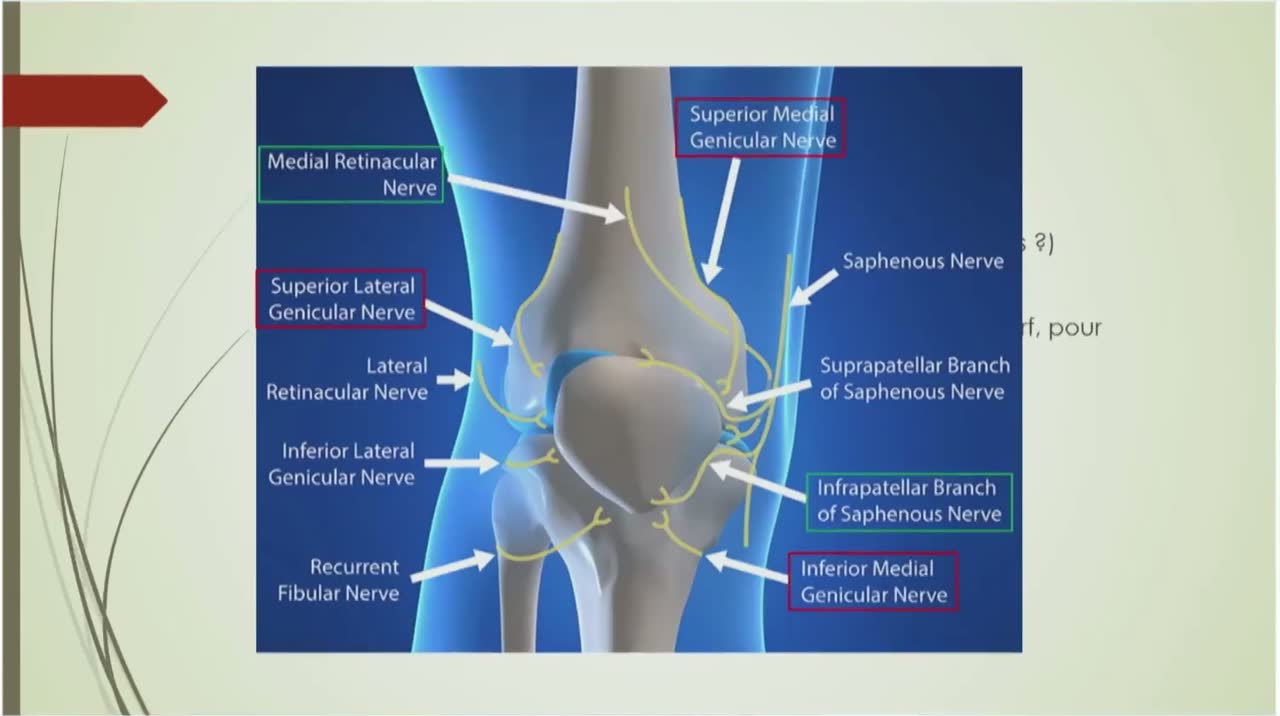 Superior Medial
Genicular Nerve
Medial Retinacular
Nerve
?)
Saphenous Nerve
Superior Lateral
Genicular Nerve
pour
Lateral
Retinacular Nerve
Suprapatellar Branch
of Saphenous Nerve
Inferior Lateral
Genicular Nerve
Infrapatellar Branch
of Saphenous Nerve
Recurrent
Fibular Nerve
Inferior Medial
Genicular Nerve